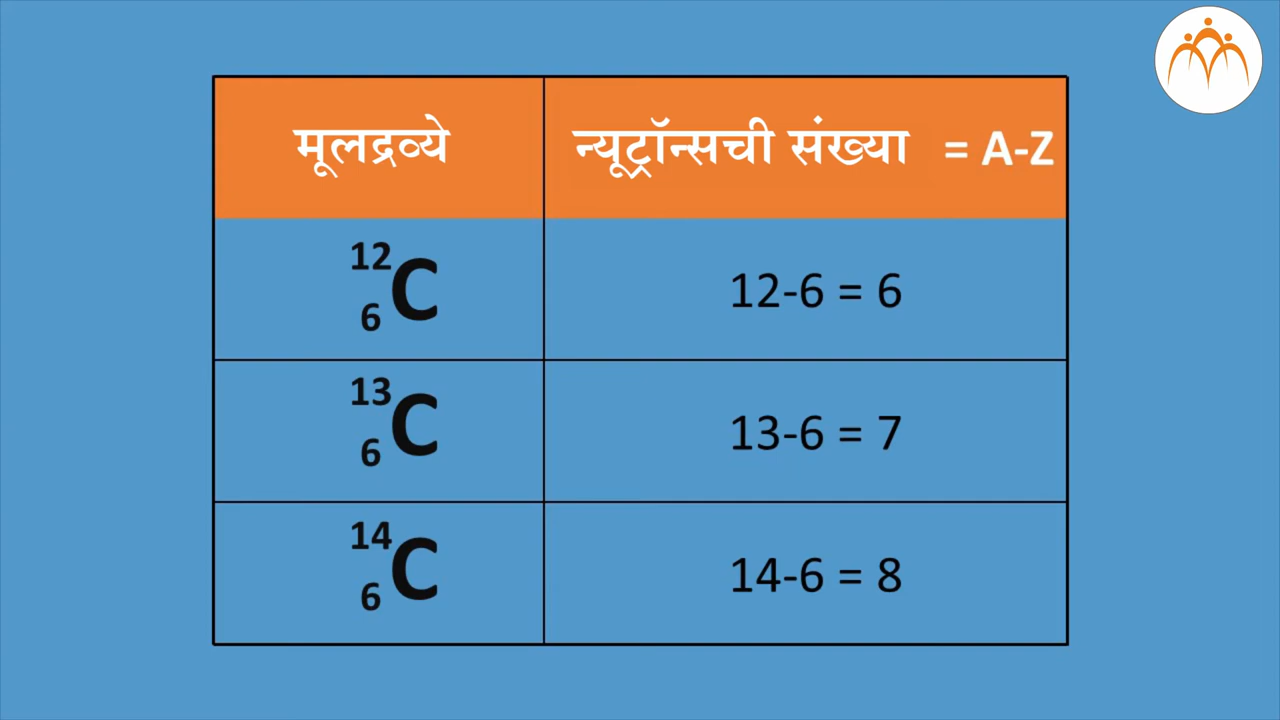 मूलद्रव्ये न्यूट्रॉन्सची संख्या = A-Z
¹²₆C 12-6 = 6
¹³₆C 13-6 = 7
¹⁴₆C 14-6 = 8